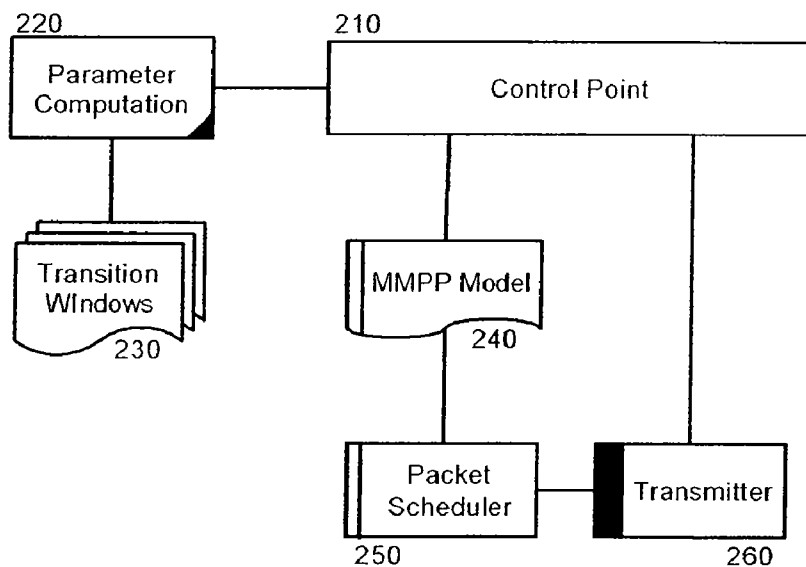 220
210
Parameter
Computation
Control Point
Transition
Windows
230
MMPP Model
240
Packet
Scheduler
250
Transmitter
260